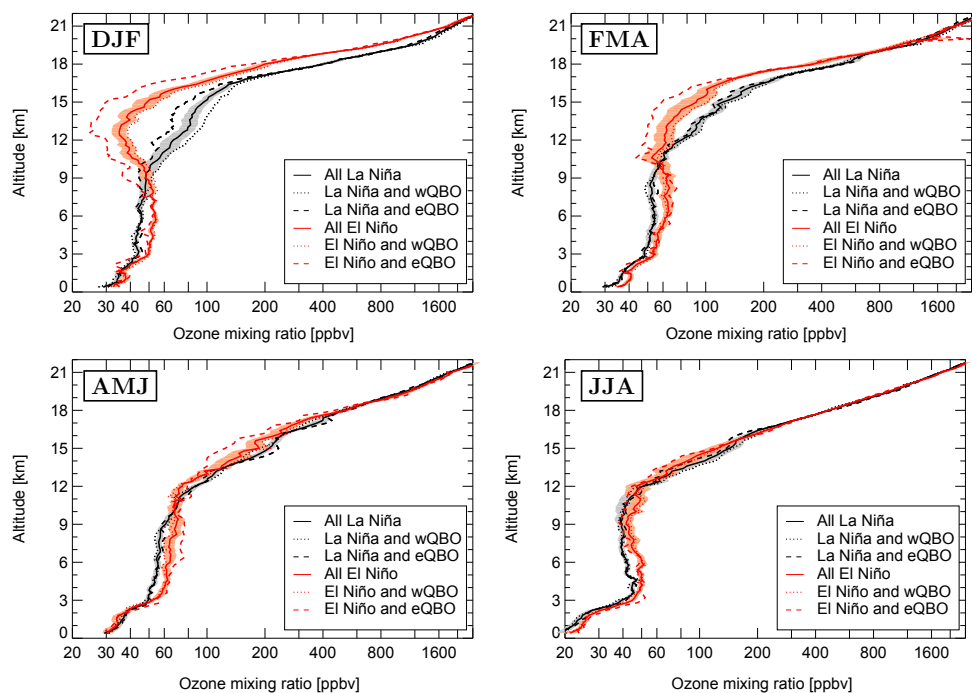 DJF
21
18
15
12
9
6
3
0
Altitude [km]
All La Niña
La Niña and wQBO
La Niña and eQBO
All El Niño
El Niño and wQBO
El Niño and eQBO
20 30 40 60 100 200 400 800 1600
Ozone mixing ratio [ppbv]
FMA
21
18
15
12
9
6
3
0
Altitude [km]
All La Niña
La Niña and wQBO
La Niña and eQBO
All El Niño
El Niño and wQBO
El Niño and eQBO
20 30 40 60 100 200 400 800 1600
Ozone mixing ratio [ppbv]
AMJ
21
18
15
12
9
6
3
0
Altitude [km]
All La Niña
La Niña and wQBO
La Niña and eQBO
All El Niño
El Niño and wQBO
El Niño and eQBO
20 30 40 60 100 200 400 800 1600
Ozone mixing ratio [ppbv]
JJA
21
18
15
12
9
6
3
0
Altitude [km]
All La Niña
La Niña and wQBO
La Niña and eQBO
All El Niño
El Niño and wQBO
El Niño and eQBO
20 30 40 60 100 200 400 800 1600
Ozone mixing ratio [ppbv]